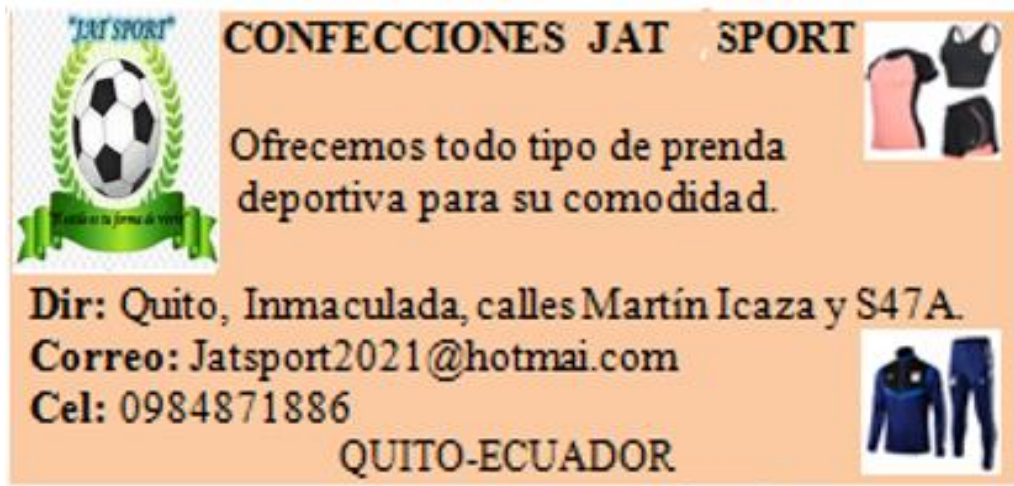 "JAT SPORT"
CONFECCIONES JAT SPORT
Ofrecemos todo tipo de prenda
deportiva para su comodidad.
Dir: Quito, Inmaculada, calles Martín Icaza y S47A.
Correo: Jatsport2021@hotmai.com
Cel: 0984871886
QUITO-ECUADOR